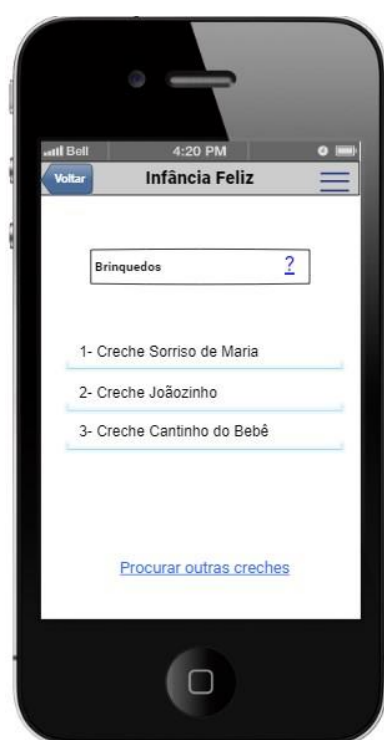 Bell 4:20 PM
Voltar Infância Feliz
Brinquedos ?
1- Creche Sorriso de Maria
2- Creche Joãozinho
3- Creche Cantinho do Bebê
Procurar outras creches